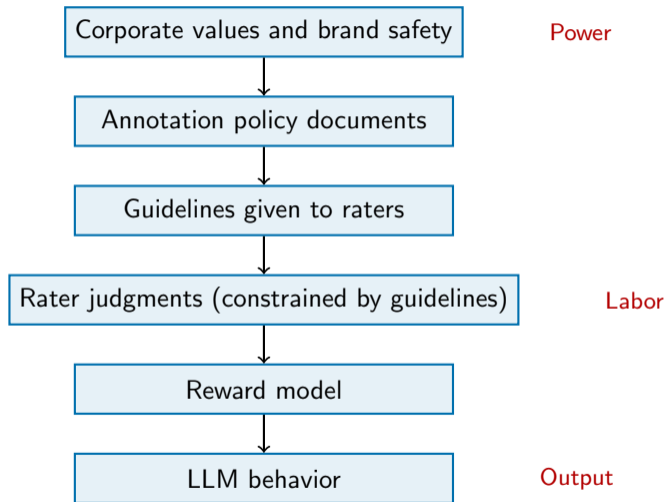 Corporate values and brand safety
Power
Annotation policy documents
Guidelines given to raters
Rater judgments (constrained by guidelines)
Labor
Reward model
LLM behavior
Output